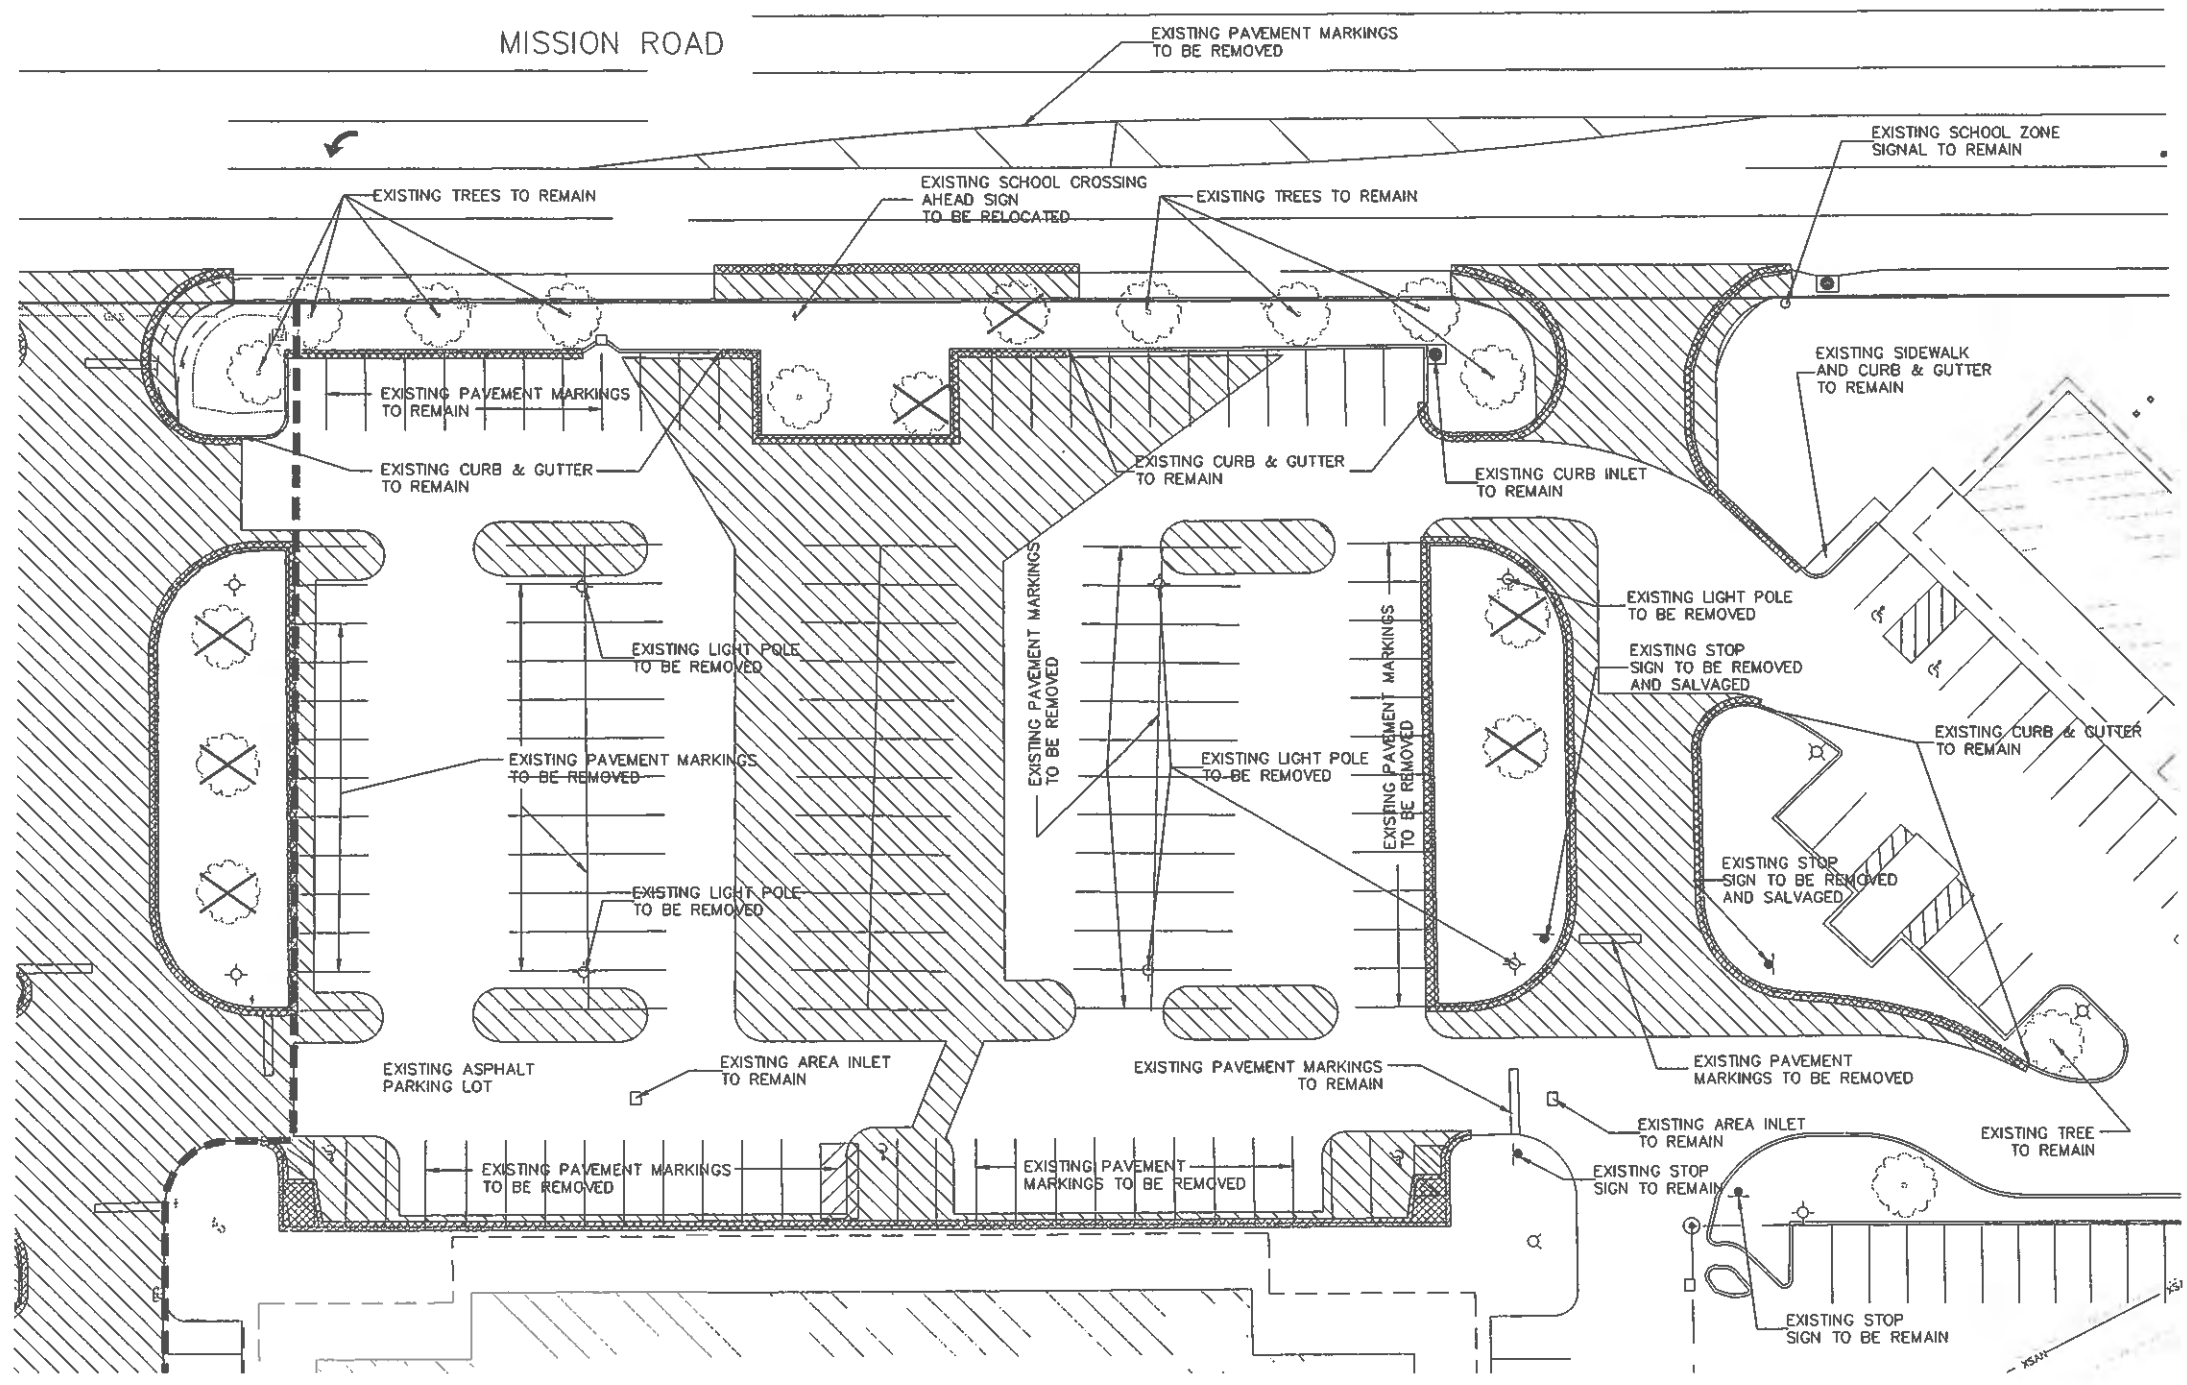 MISSION ROAD
EXISTING PAVEMENT MARKINGS
TO BE REMOVED
EXISTING SCHOOL ZONE
SIGNAL TO REMAIN
EXISTING TREES TO REMAIN
EXISTING SCHOOL CROSSING
AHEAD SIGN
TO BE RELOCATED
EXISTING TREES TO REMAIN
GAS
EXISTING SIDEWALK
AND CURB & GUTTER
TO REMAIN
EXISTING PAVEMENT MARKINGS
TO REMAIN
EXISTING CURB & GUTTER
TO REMAIN
EXISTING CURB & GUTTER
TO REMAIN
EXISTING CURB INLET
TO REMAIN
EXISTING PAVEMENT MARKINGS
TO BE REMOVED
EXISTING PAVEMENT MARKINGS
TO BE REMOVED
EXISTING LIGHT POLE
TO BE REMOVED
EXISTING LIGHT POLE
TO BE REMOVED
EXISTING STOP
SIGN TO BE REMOVED
AND SALVAGED
EXISTING CURB & GUTTER
TO REMAIN
EXISTING PAVEMENT MARKINGS
TO BE REMOVED
EXISTING LIGHT POLE
TO BE REMOVED
EXISTING STOP
SIGN TO BE REMOVED
AND SALVAGED
EXISTING LIGHT POLE
TO BE REMOVED
EXISTING ASPHALT
PARKING LOT
EXISTING AREA INLET
TO REMAIN
EXISTING PAVEMENT MARKINGS
TO REMAIN
EXISTING PAVEMENT
MARKINGS TO BE REMOVED
EXISTING AREA INLET
TO REMAIN
EXISTING TREE
TO REMAIN
EXISTING PAVEMENT MARKINGS
TO BE REMOVED
EXISTING PAVEMENT
MARKINGS TO BE REMOVED
EXISTING STOP
SIGN TO REMAIN
EXISTING STOP
SIGN TO BE REMAIN
XSAN